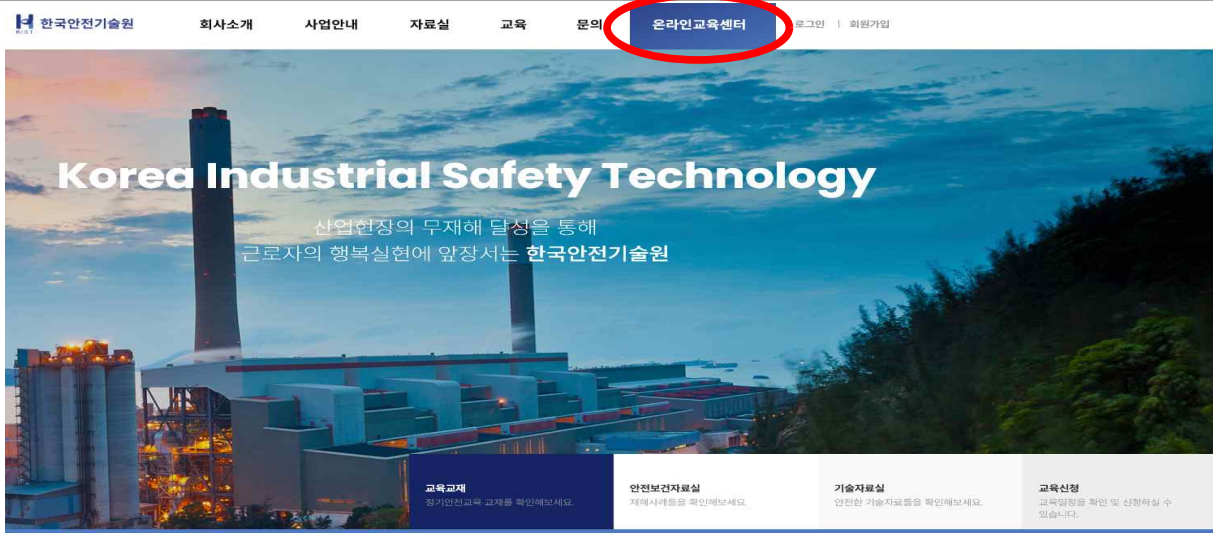 한국안전기술원
KIST
회사소개 사업안내 자료실 교육 문의 온라인교육센터 로그인 | 회원가입
Korea Industrial Safety Technology
산업현장의 무재해 달성을 통해
근로자의 행복실현에 앞장서는 한국안전기술원
교육교재
정기안전교육 교재를 확인해보세요.
안전보건자료실
재해사례들을 확인해보세요.
기술자료실
안전한 기술자료들을 확인해보세요.
교육신청
교육일정을 확인 및 신청하실 수
있습니다.